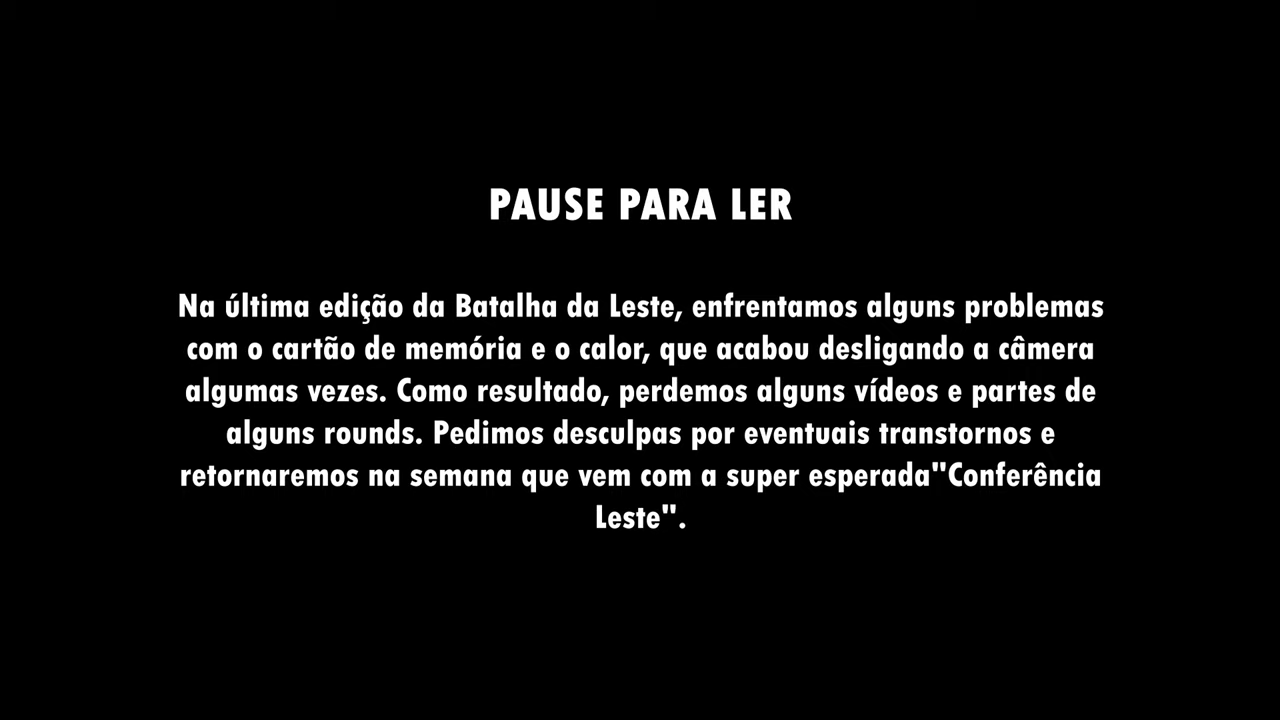 PAUSE PARA LER
Na última edição da Batalha da Leste, enfrentamos alguns problemas
com o cartão de memória e o calor, que acabou desligando a câmera
algumas vezes. Como resultado, perdemos alguns vídeos e partes de
alguns rounds. Pedimos desculpas por eventuais transtornos e
retornaremos na semana que vem com a super esperada"Conferência
Leste".